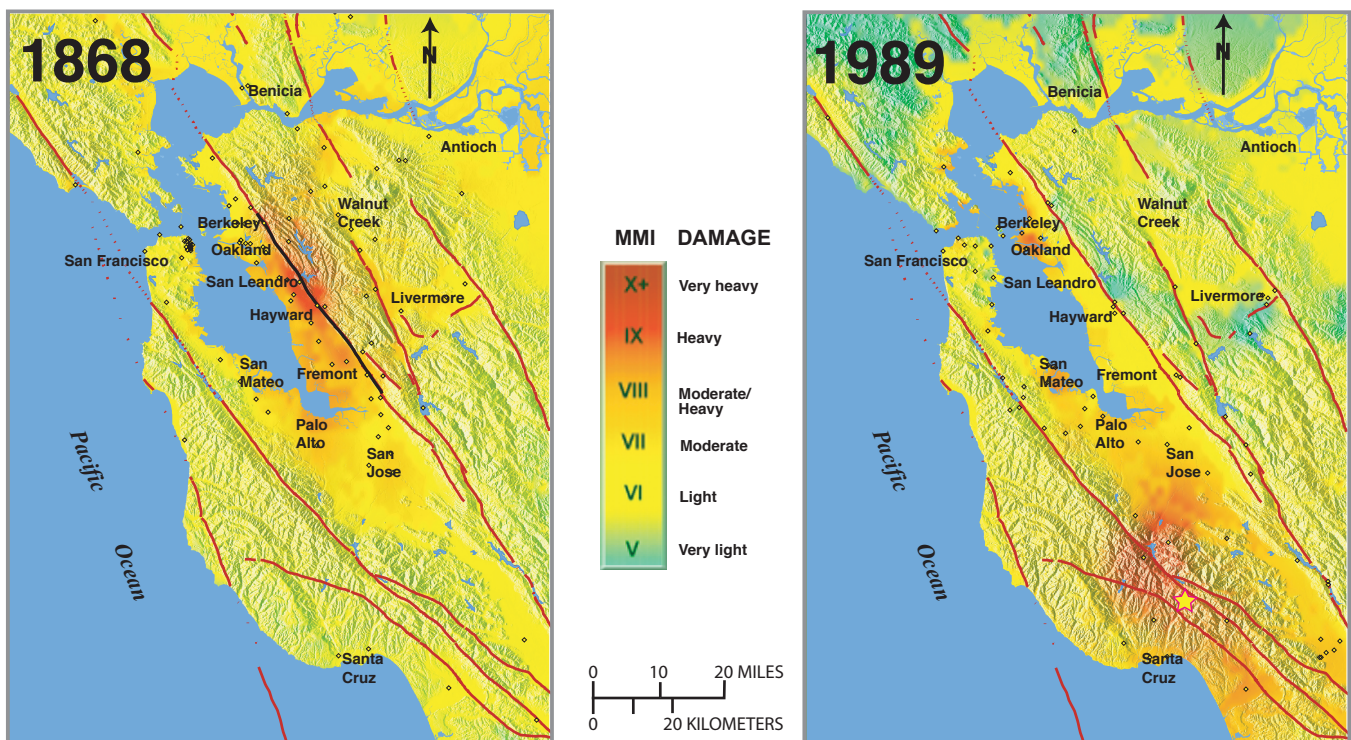 1868
N
Benicia
Antioch
Walnut
Creek
Berkeley
Oakland
San Francisco
San Leandro
Livermore
Hayward
San
Mateo
Fremont
Palo
Alto
San
Jose
Pacific
Ocean
Santa
Cruz
MMI DAMAGE
X+ Very heavy
IX Heavy
VIII Moderate/
Heavy
VII Moderate
VI Light
V Very light
0 10 20 MILES
0 20 KILOMETERS
1989
N
Benicia
Antioch
Walnut
Creek
Berkeley
Oakland
San Francisco
San Leandro
Livermore
Hayward
San
Mateo
Fremont
Palo
Alto
San
Jose
Pacific
Ocean
Santa
Cruz